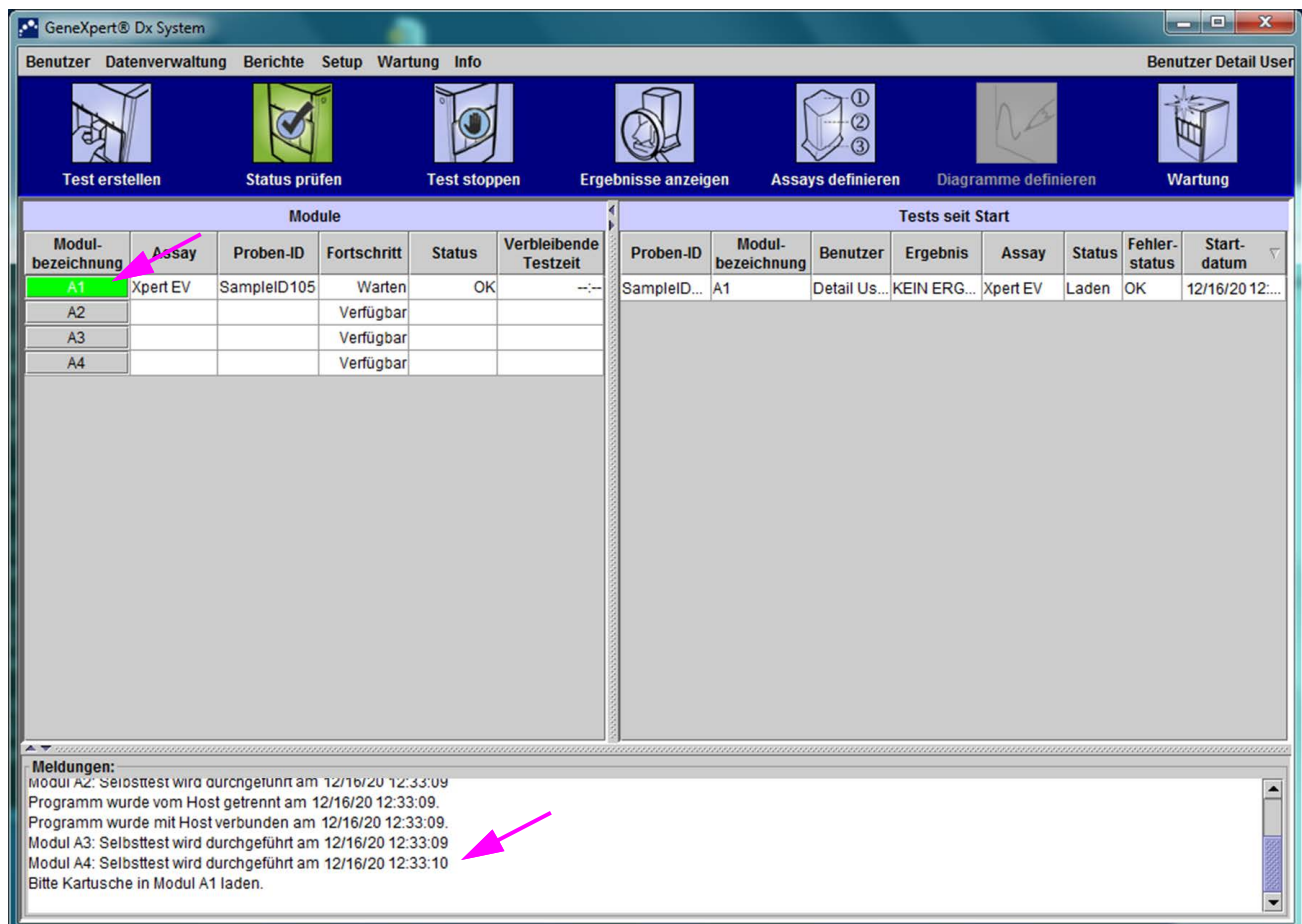 GeneXpert® Dx System
Benutzer Datenverwaltung Berichte Setup Wartung Info Benutzer Detail User
① ② ③
Test erstellen Status prüfen Test stoppen Ergebnisse anzeigen Assays definieren Diagramme definieren Wartung
Module
Modul-bezeichnung Assay Proben-ID Fortschritt Status Verbleibende Testzeit
A1 Xpert EV SampleID105 Warten OK --:--
A2 Verfügbar
A3 Verfügbar
A4 Verfügbar
Tests seit Start
Proben-ID Modul-bezeichnung Benutzer Ergebnis Assay Status Fehler-status Start-datum
SampleID... A1 Detail Us... KEIN ERG... Xpert EV Laden OK 12/16/20 12:...
Meldungen:
Modul A2: Selbsttest wird durchgeführt am 12/16/20 12:33:09
Programm wurde vom Host getrennt am 12/16/20 12:33:09.
Programm wurde mit Host verbunden am 12/16/20 12:33:09.
Modul A3: Selbsttest wird durchgeführt am 12/16/20 12:33:09
Modul A4: Selbsttest wird durchgeführt am 12/16/20 12:33:10
Bitte Kartusche in Modul A1 laden.